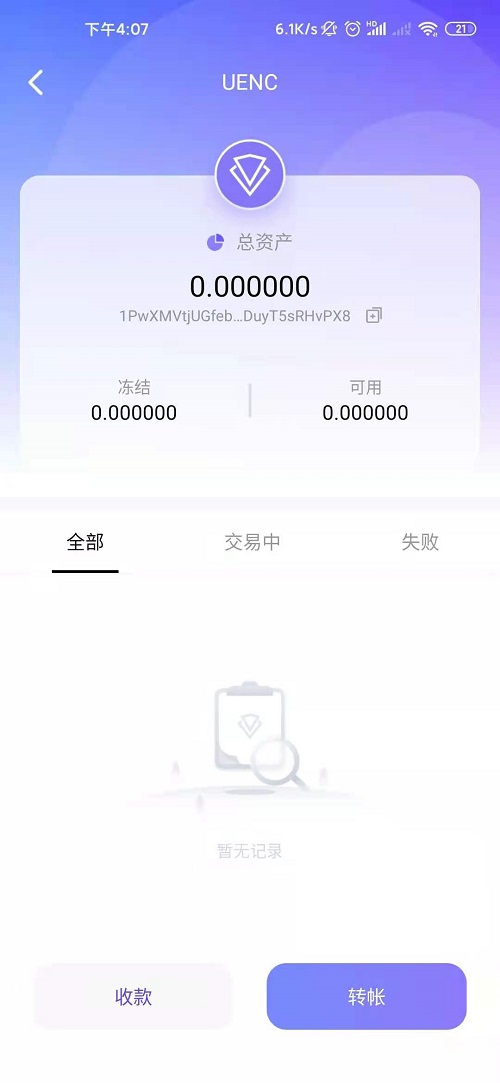 下午4:07 6.1K/s HD 21
UENC
总资产
0.000000
1PwXMVtjUGfeb...DuyT5sRHvPX8
冻结 可用
0.000000 0.000000
全部 交易中 失败
暂无记录
收款 转帐